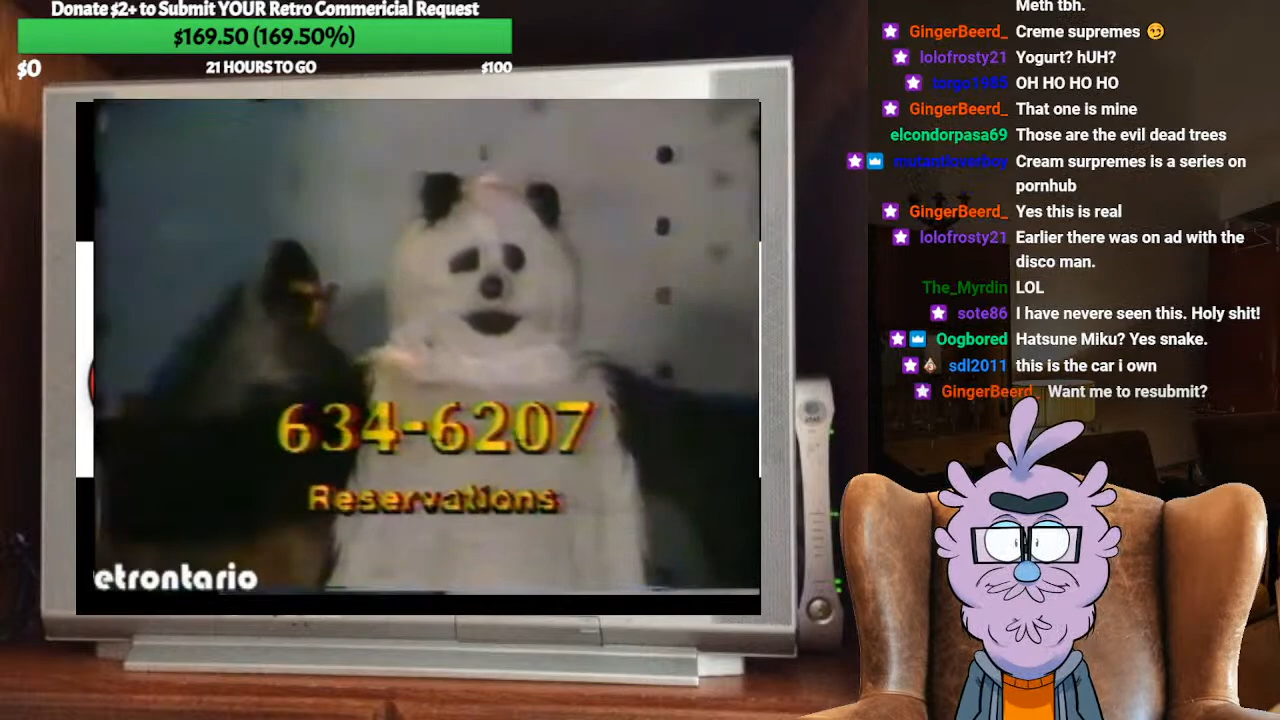 Donate $2+ to Submit YOUR Retro Commericial Request
$169.50 (169.50%)
$0
21 HOURS TO GO
$100
634-6207
Reservations
etrontario
Meth tbh.
GingerBeerd_ Creme supremes
lolofrosty21 Yogurt? hUH?
torgo1985 OH HO HO HO
GingerBeerd_ That one is mine
elcondorpasa69 Those are the evil dead trees
mutantloverboy Cream surpremes is a series on
pornhub
GingerBeerd_ Yes this is real
lolofrosty21 Earlier there was on ad with the
disco man.
The_Myrdin LOL
sote86 I have nevere seen this. Holy shit!
Oogbored Hatsune Miku? Yes snake.
sdl2011 this is the car i own
GingerBeerd_ Want me to resubmit?